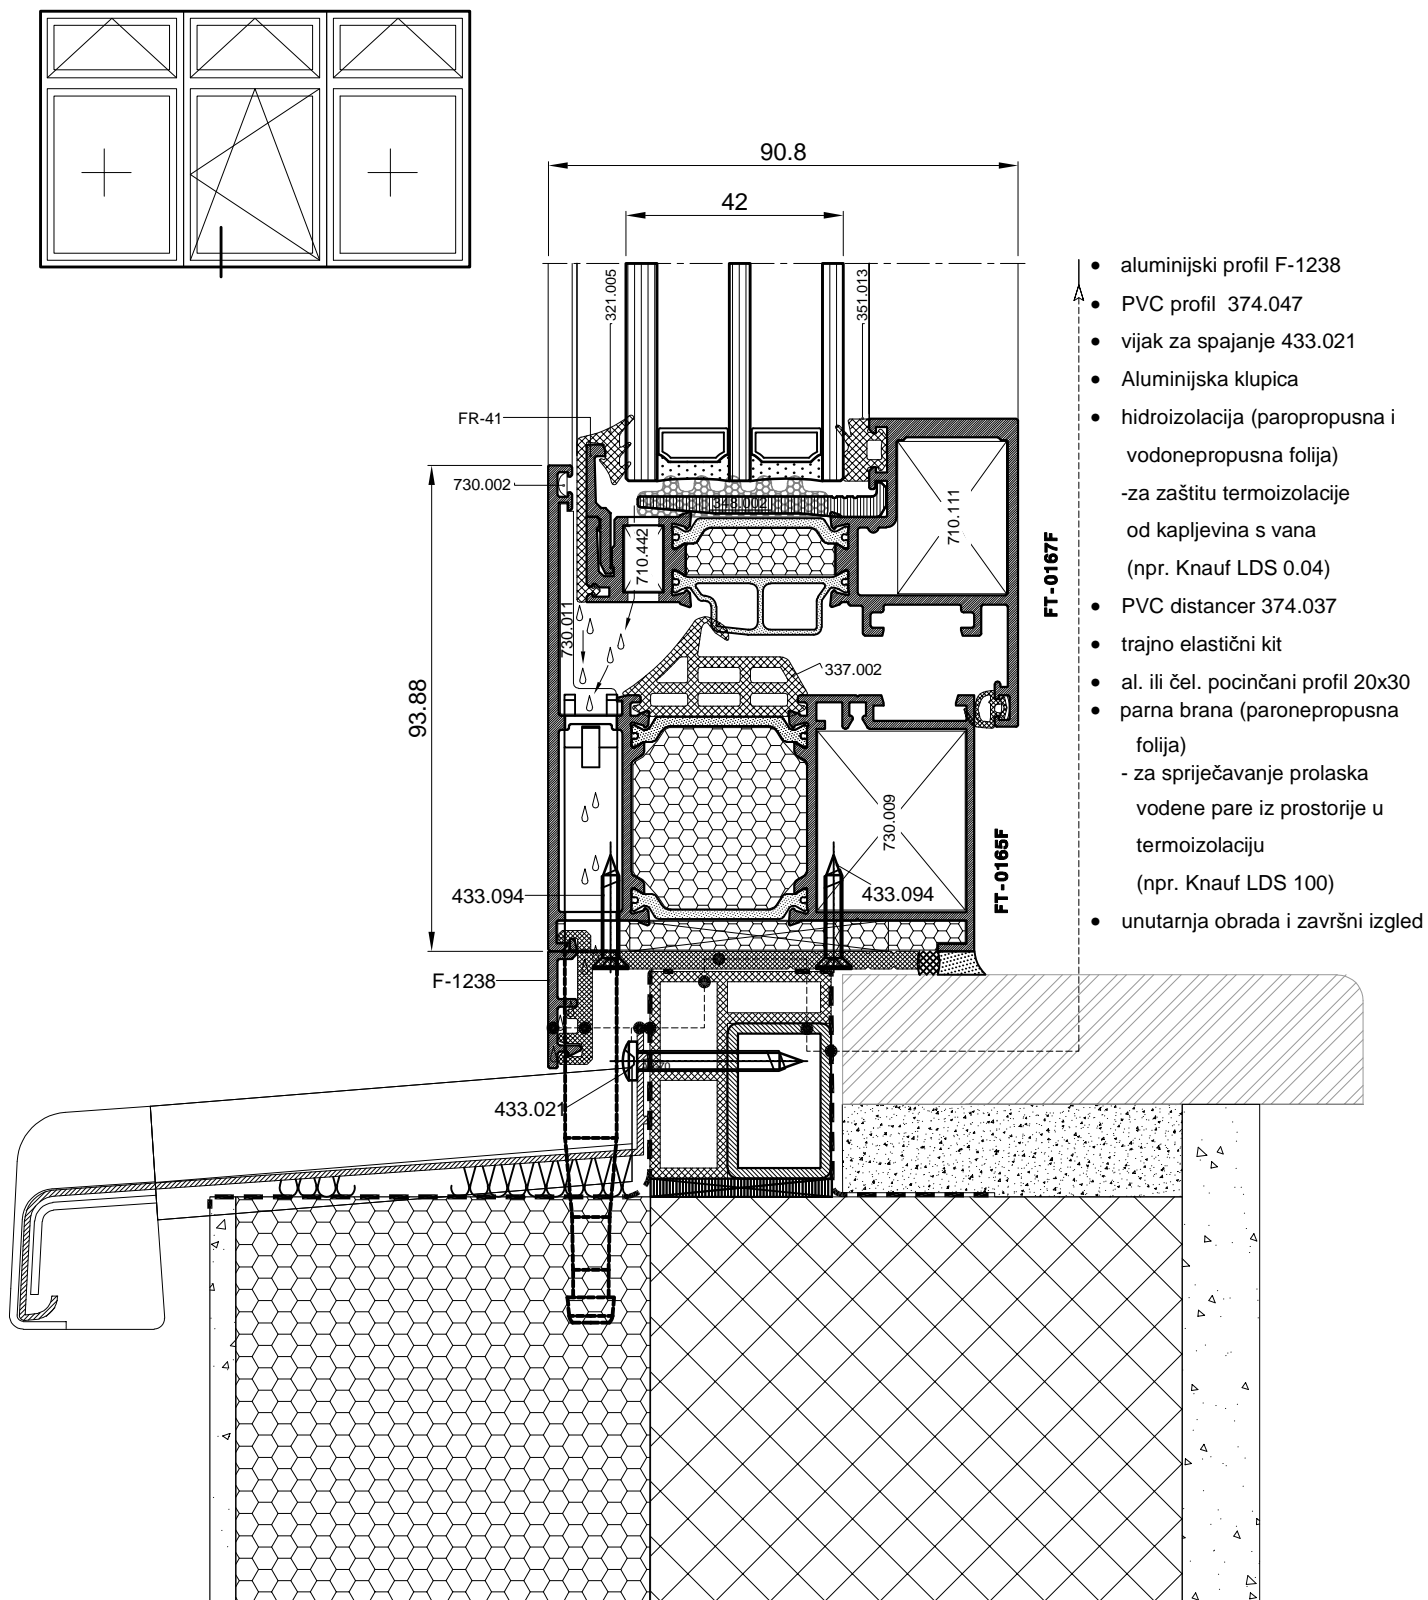 90.8
42
321.005
351.013
FR-41
730.002
348.002
710.442
710.111
FT-0167F
730.011
337.002
93.88
730.009
FT-0165F
433.094
433.094
F-1238
433.021
• aluminijski profil F-1238
• PVC profil 374.047
• vijak za spajanje 433.021
• Aluminijska klupica
• hidroizolacija (paropropusna i
vodonepropusna folija)
-za zaštitu termoizolacije
od kapljevina s vana
(npr. Knauf LDS 0.04)
• PVC distancer 374.037
• trajno elastični kit
• al. ili čel. pocinčani profil 20x30
• parna brana (paronepropusna
folija)
- za spriječavanje prolaska
vodene pare iz prostorije u
termoizolaciju
(npr. Knauf LDS 100)
• unutarnja obrada i završni izgled